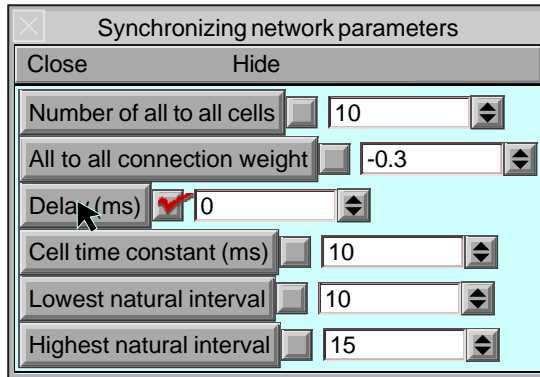 Synchronizing network parameters
Close Hide
Number of all to all cells 10
All to all connection weight -0.3
Delay (ms) 0
Cell time constant (ms) 10
Lowest natural interval 10
Highest natural interval 15